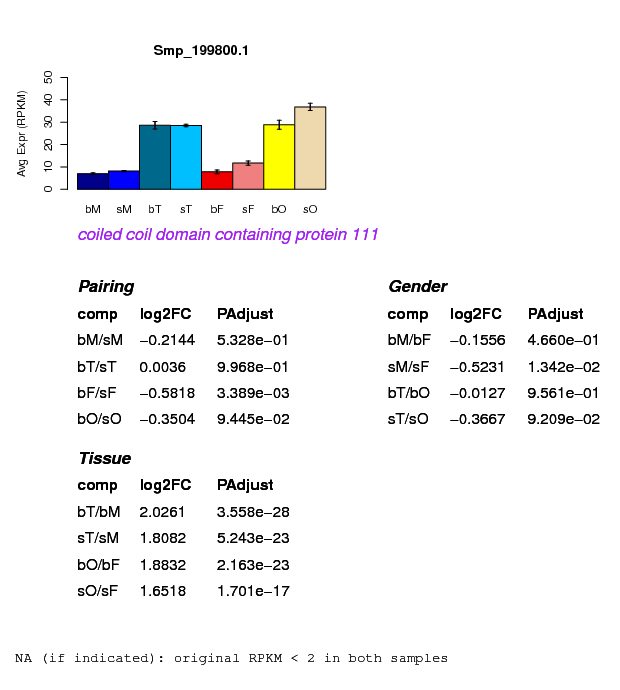 Smp_199800.1
Avg Expr (RPKM)
0 10 20 30 40 50
bM sM bT sT bF sF bO sO
coiled coil domain containing protein 111
Pairing
comp log2FC PAdjust
bM/sM −0.2144 5.328e−01
bT/sT 0.0036 9.968e−01
bF/sF −0.5818 3.389e−03
bO/sO −0.3504 9.445e−02
Gender
comp log2FC PAdjust
bM/bF −0.1556 4.660e−01
sM/sF −0.5231 1.342e−02
bT/bO −0.0127 9.561e−01
sT/sO −0.3667 9.209e−02
Tissue
comp log2FC PAdjust
bT/bM 2.0261 3.558e−28
sT/sM 1.8082 5.243e−23
bO/bF 1.8832 2.163e−23
sO/sF 1.6518 1.701e−17
NA (if indicated): original RPKM < 2 in both samples